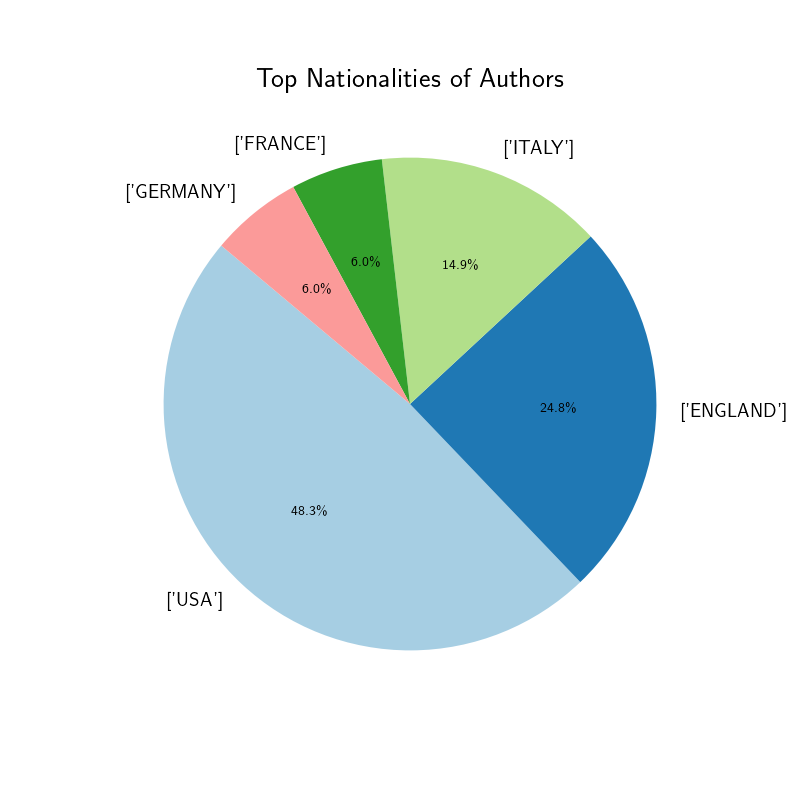 Top Nationalities of Authors
['FRANCE']
['ITALY']
['GERMANY']
6.0%
14.9%
6.0%
24.8%
['ENGLAND']
48.3%
['USA']